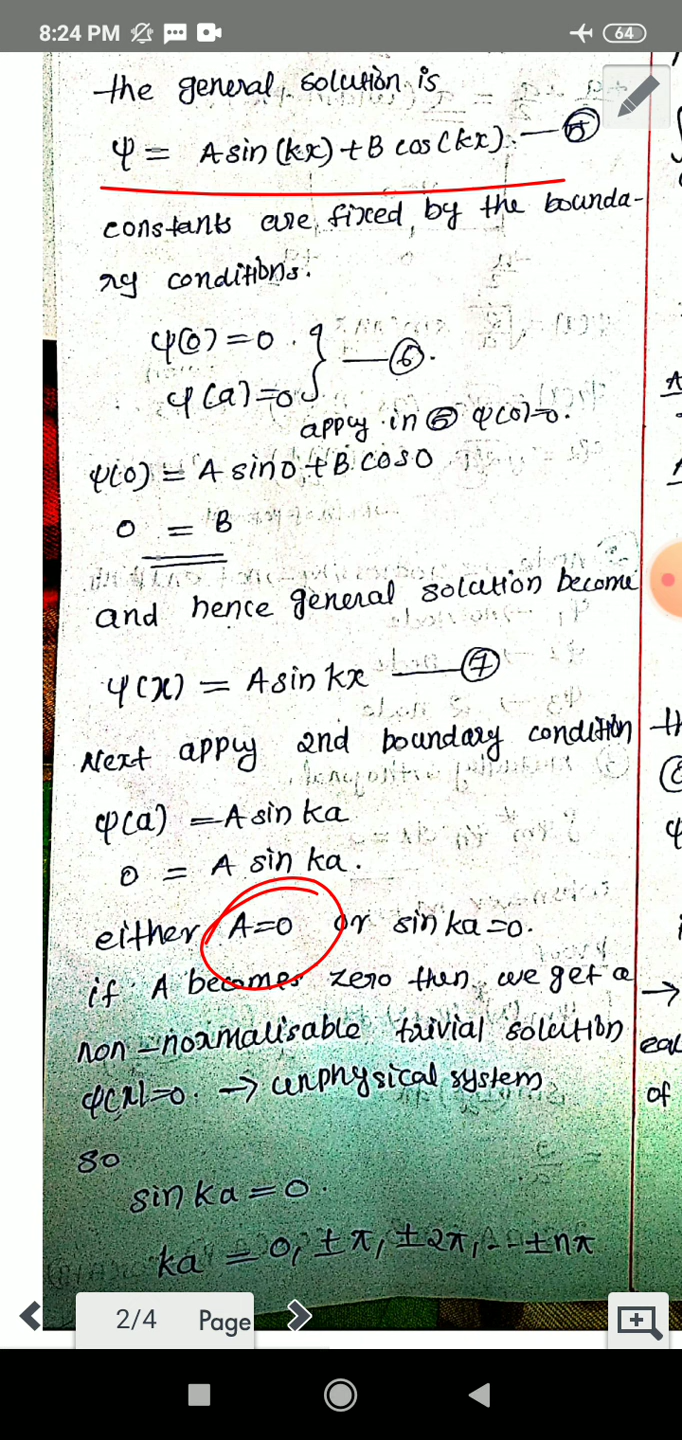 8:24 PM
64
the general solution is
ψ = A sin (kx) + B cos (kx). — ⑤
constants are fixed by the bounda-
ry conditions.
ψ(0) = 0 .
ψ(a) = 0 } — ⑥.
apply in ⑤ ψ(0)=0.
ψ(0) = A sin 0 + B cos 0
0 = B
and hence general solution become
ψ(x) = A sin kx — ⑦
Next apply 2nd boundary condition
ψ(a) = A sin ka
0 = A sin ka.
either A=0 or sin ka =0.
if A becomes zero then we get a
non-normalisable trivial solution
ψ(x)=0. → unphysical system
so
sin ka = 0.
ka = 0, ±π, ±2π, -- ±nπ
2/4 Page